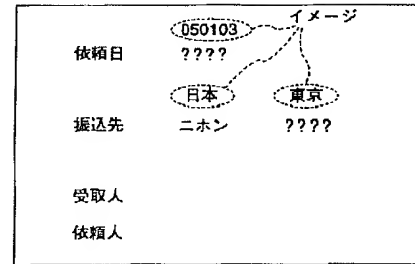 イメージ
050103
依頼日 ????
日本 東京
振込先 ニホン ????
受取人
依頼人